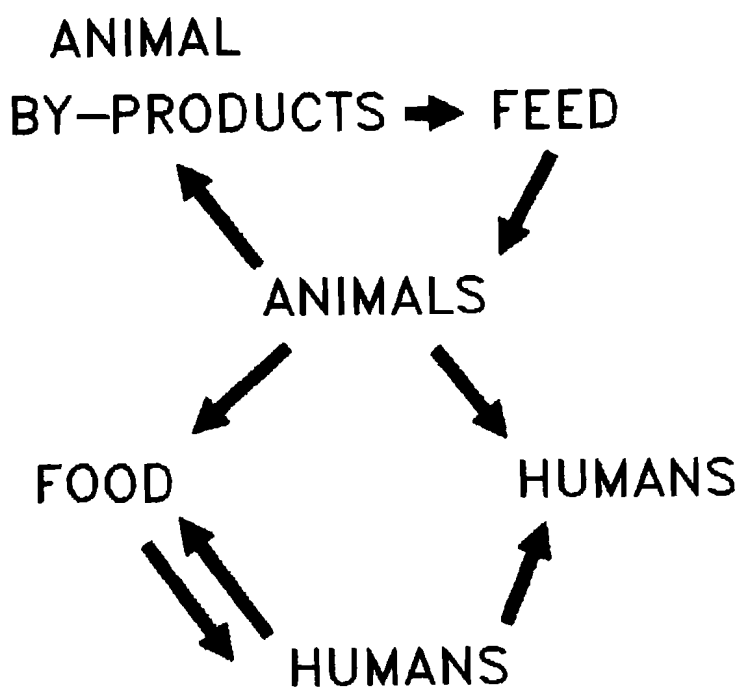 ANIMAL
BY-PRODUCTS
FEED
ANIMALS
FOOD
HUMANS
HUMANS